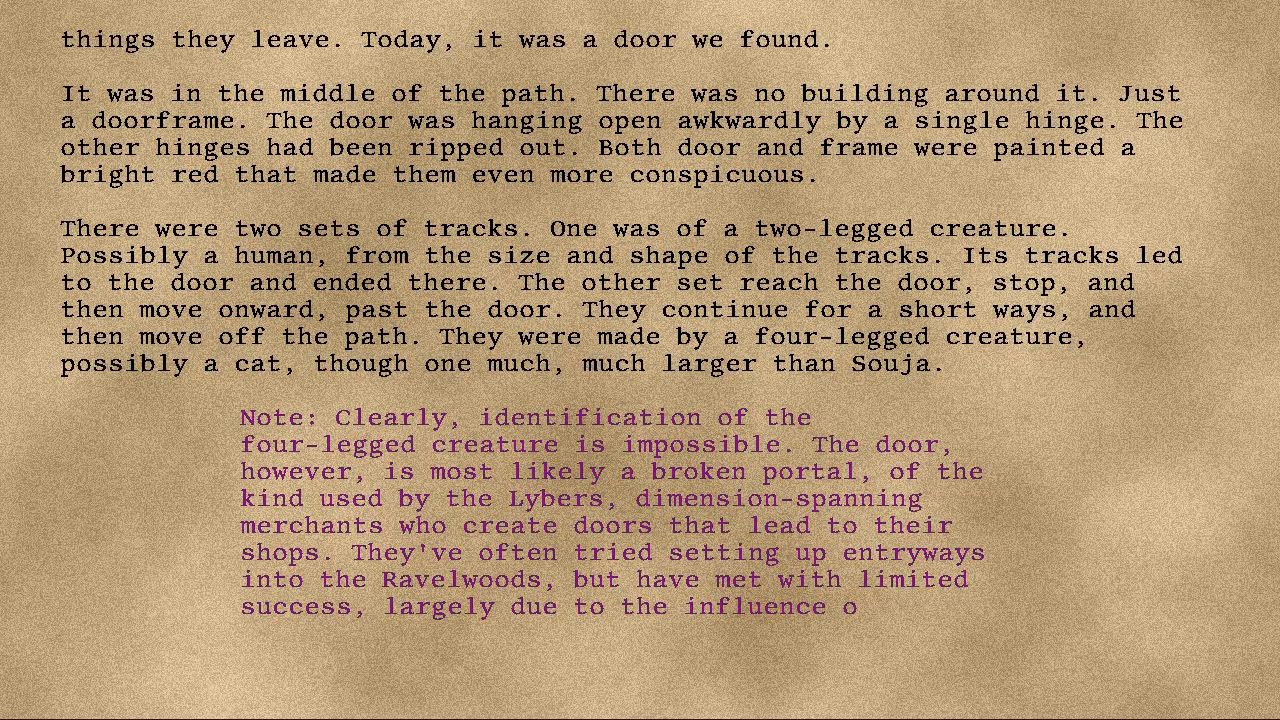 things they leave. Today, it was a door we found.
It was in the middle of the path. There was no building around it. Just
a doorframe. The door was hanging open awkwardly by a single hinge. The
other hinges had been ripped out. Both door and frame were painted a
bright red that made them even more conspicuous.
There were two sets of tracks. One was of a two-legged creature.
Possibly a human, from the size and shape of the tracks. Its tracks led
to the door and ended there. The other set reach the door, stop, and
then move onward, past the door. They continue for a short ways, and
then move off the path. They were made by a four-legged creature,
possibly a cat, though one much, much larger than Souja.
Note: Clearly, identification of the
four-legged creature is impossible. The door,
however, is most likely a broken portal, of the
kind used by the Lybers, dimension-spanning
merchants who create doors that lead to their
shops. They've often tried setting up entryways
into the Ravelwoods, but have met with limited
success, largely due to the influence o